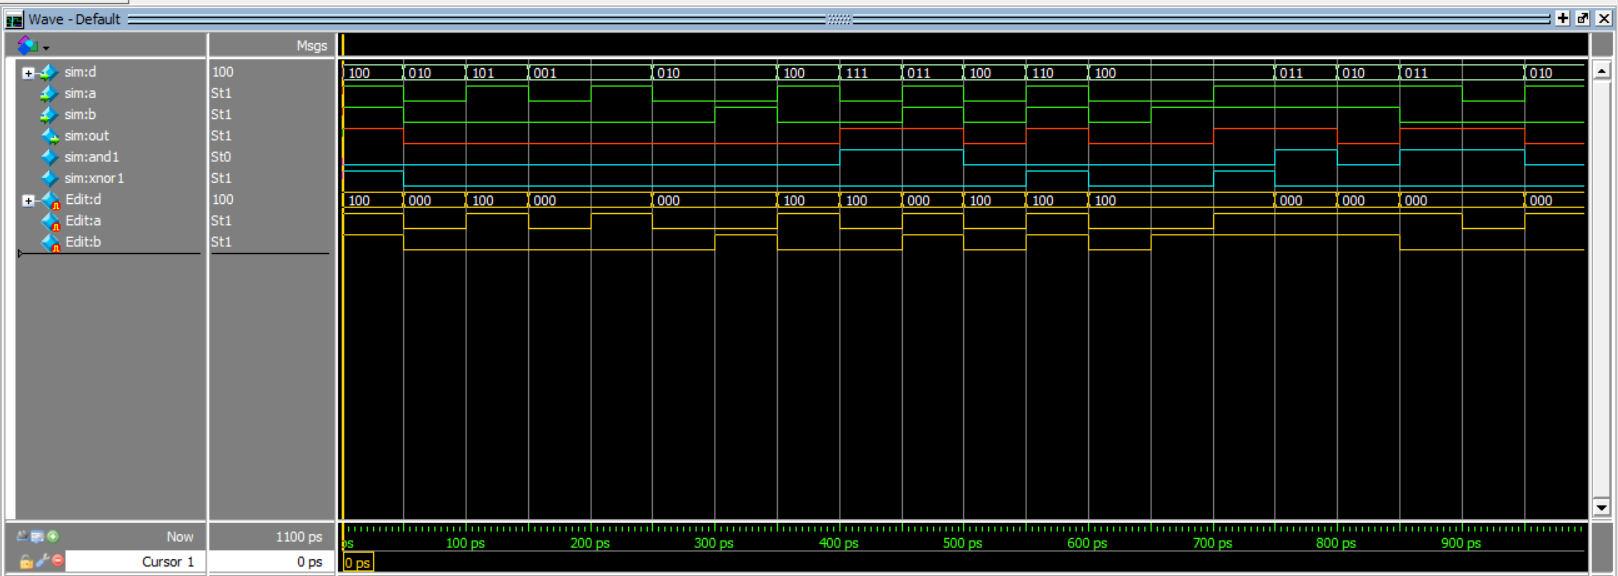 Wave - Default
Msgs
sim:d 100 100 010 101 001 010 100 111 011 100 110 100 011 010 011 010
sim:a St1
sim:b St1
sim:out St1
sim:and1 St0
sim:xnor1 St1
Edit:d 100 100 000 100 000 000 100 100 000 100 100 100 000 000 000 000
Edit:a St1
Edit:b St1
Now 1100 ps ps 100 ps 200 ps 300 ps 400 ps 500 ps 600 ps 700 ps 800 ps 900 ps
Cursor 1 0 ps 0 ps